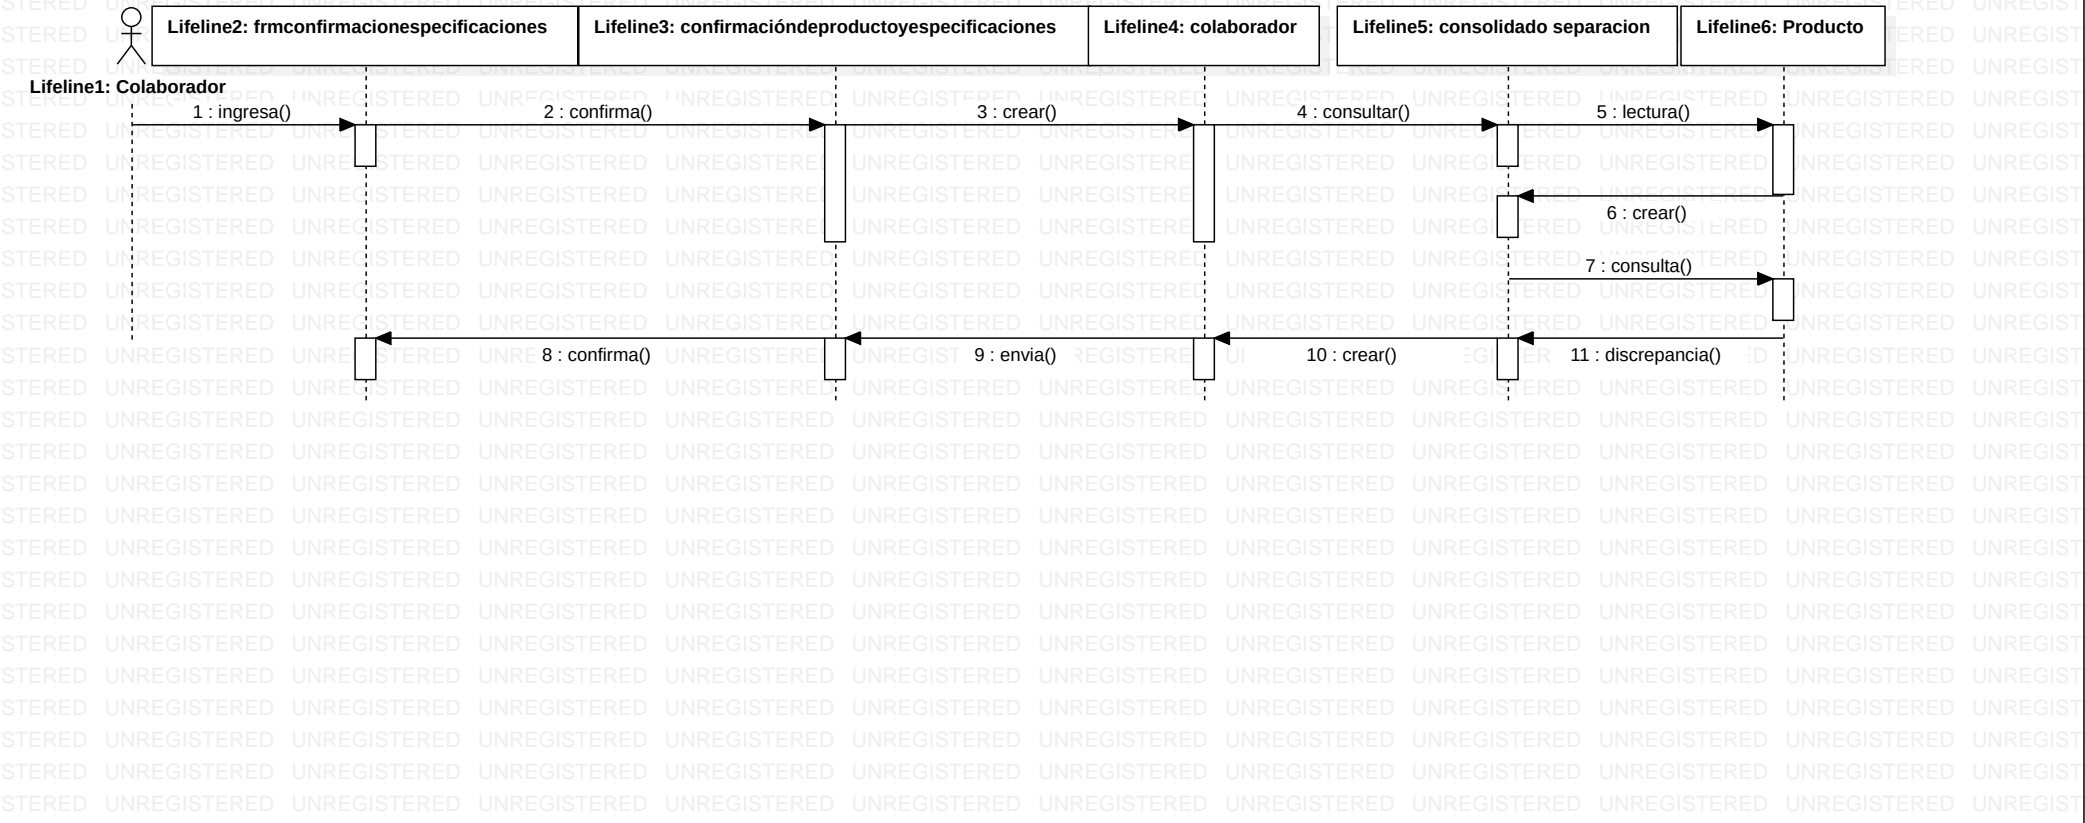 Lifeline2: frmconfirmacionespecificaciones
Lifeline3: confirmacióndeproductoyespecificaciones
Lifeline4: colaborador
Lifeline5: consolidado separacion
Lifeline6: Producto
Lifeline1: Colaborador
1 : ingresa()
2 : confirma()
3 : crear()
4 : consultar()
5 : lectura()
6 : crear()
7 : consulta()
8 : confirma()
9 : envia()
10 : crear()
11 : discrepancia()
UNREGISTERED